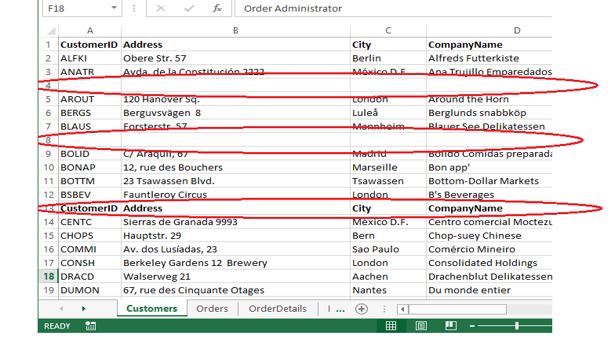 F18 fx Order Administrator
A B C D
1 CustomerID Address City CompanyName
2 ALFKI Obere Str. 57 Berlin Alfreds Futterkiste
3 ANATR Avda. de la Constitución 2222 México D.F. Ana Trujillo Emparedados
4
5 AROUT 120 Hanover Sq. London Around the Horn
6 BERGS Berguvsvägen 8 Luleå Berglunds snabbköp
7 BLAUS Forsterstr. 57 Mannheim Blauer See Delikatessen
8
9 BOLID C/ Araquil, 67 Madrid Bólido Comidas preparada
10 BONAP 12, rue des Bouchers Marseille Bon app'
11 BOTTM 23 Tsawassen Blvd. Tsawassen Bottom-Dollar Markets
12 BSBEV Fauntleroy Circus London B's Beverages
13 CustomerID Address City CompanyName
14 CENTC Sierras de Granada 9993 México D.F. Centro comercial Moctezu
15 CHOPS Hauptstr. 29 Bern Chop-suey Chinese
16 COMMI Av. dos Lusíadas, 23 Sao Paulo Comércio Mineiro
17 CONSH Berkeley Gardens 12 Brewery London Consolidated Holdings
18 DRACD Walserweg 21 Aachen Drachenblut Delikatessen
19 DUMON 67, rue des Cinquante Otages Nantes Du monde entier
Customers Orders OrderDetails ...
READY